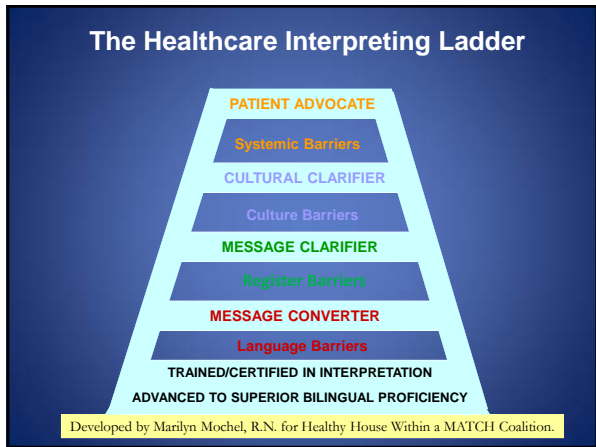 The Healthcare Interpreting Ladder
PATIENT ADVOCATE
Systemic Barriers
CULTURAL CLARIFIER
Culture Barriers
MESSAGE CLARIFIER
Register Barriers
MESSAGE CONVERTER
Language Barriers
TRAINED/CERTIFIED IN INTERPRETATION
ADVANCED TO SUPERIOR BILINGUAL PROFICIENCY
Developed by Marilyn Mochel, R.N. for Healthy House Within a MATCH Coalition.